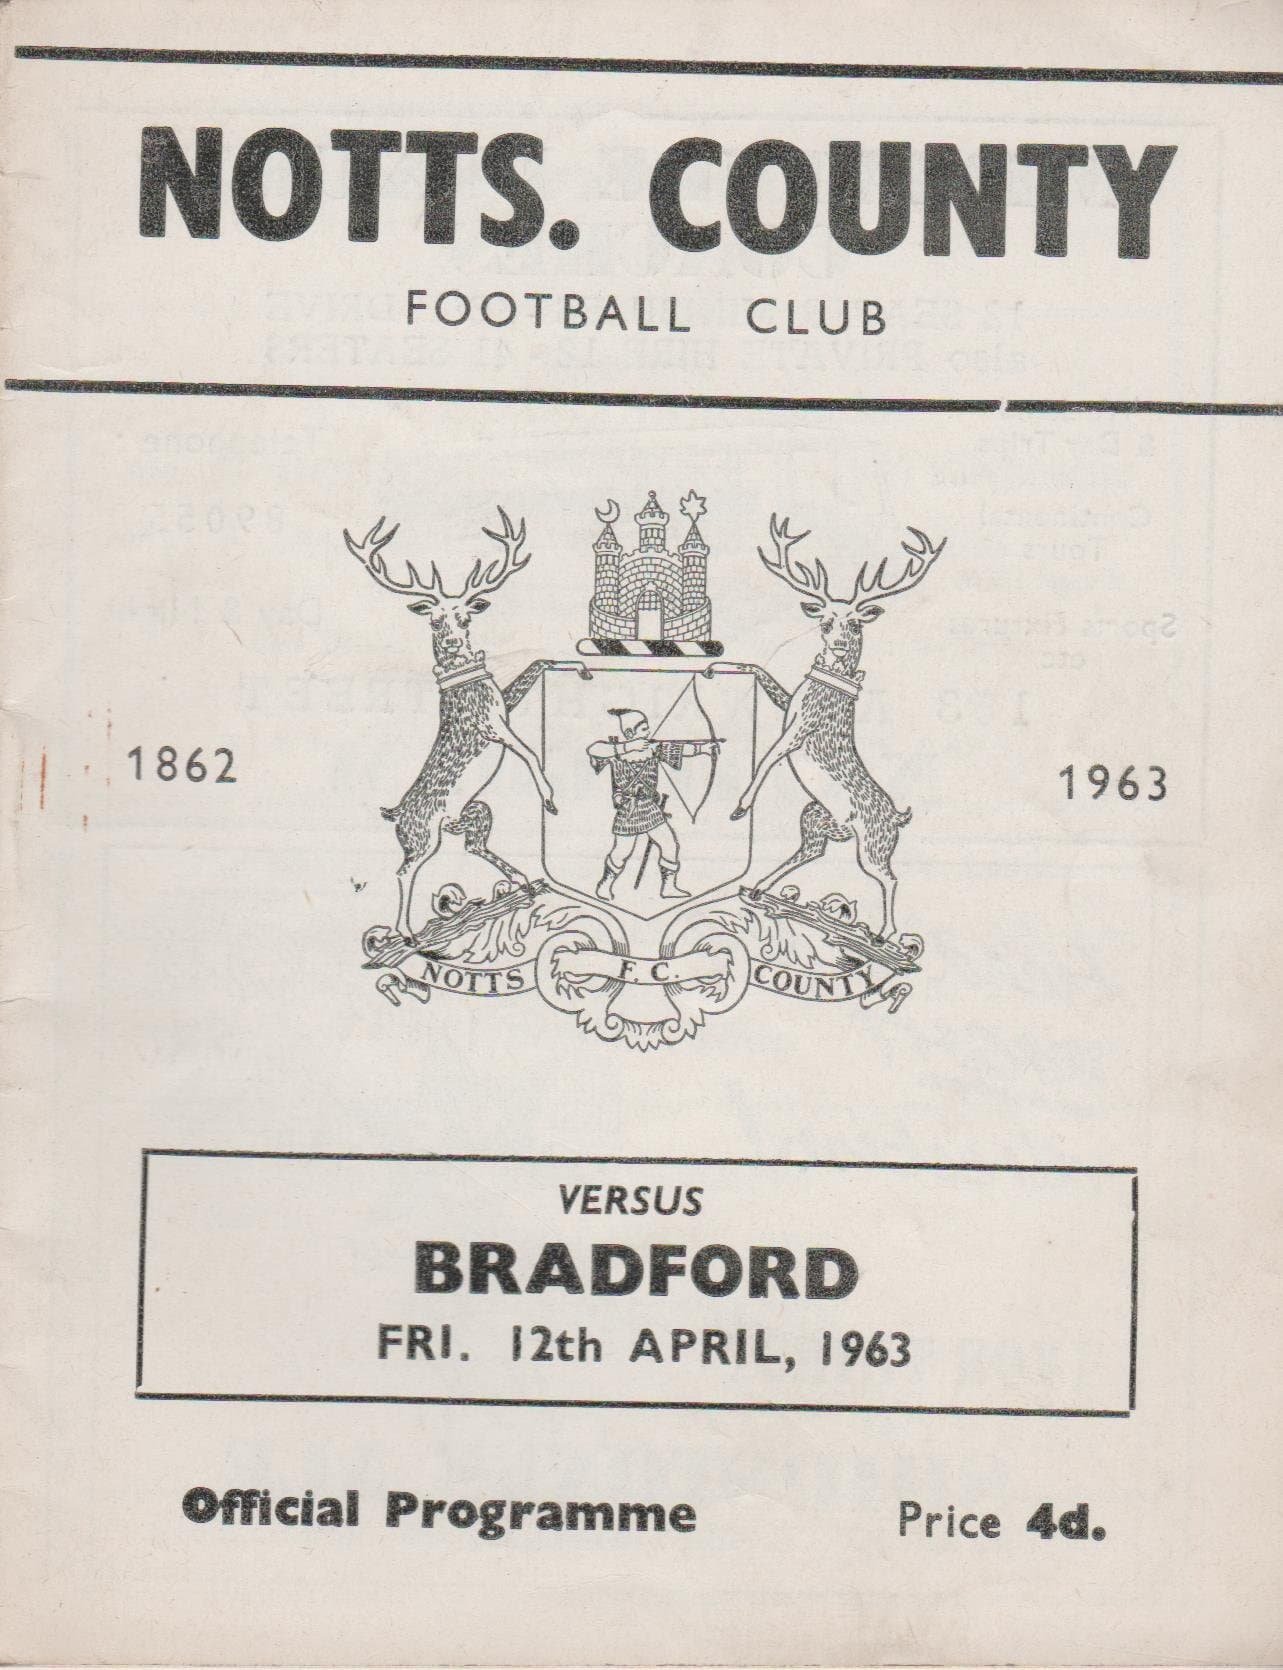 NOTTS. COUNTY
FOOTBALL CLUB
1862
1963
NOTTS F.C. COUNTY
VERSUS
BRADFORD
FRI. 12th APRIL, 1963
Official Programme Price 4d.